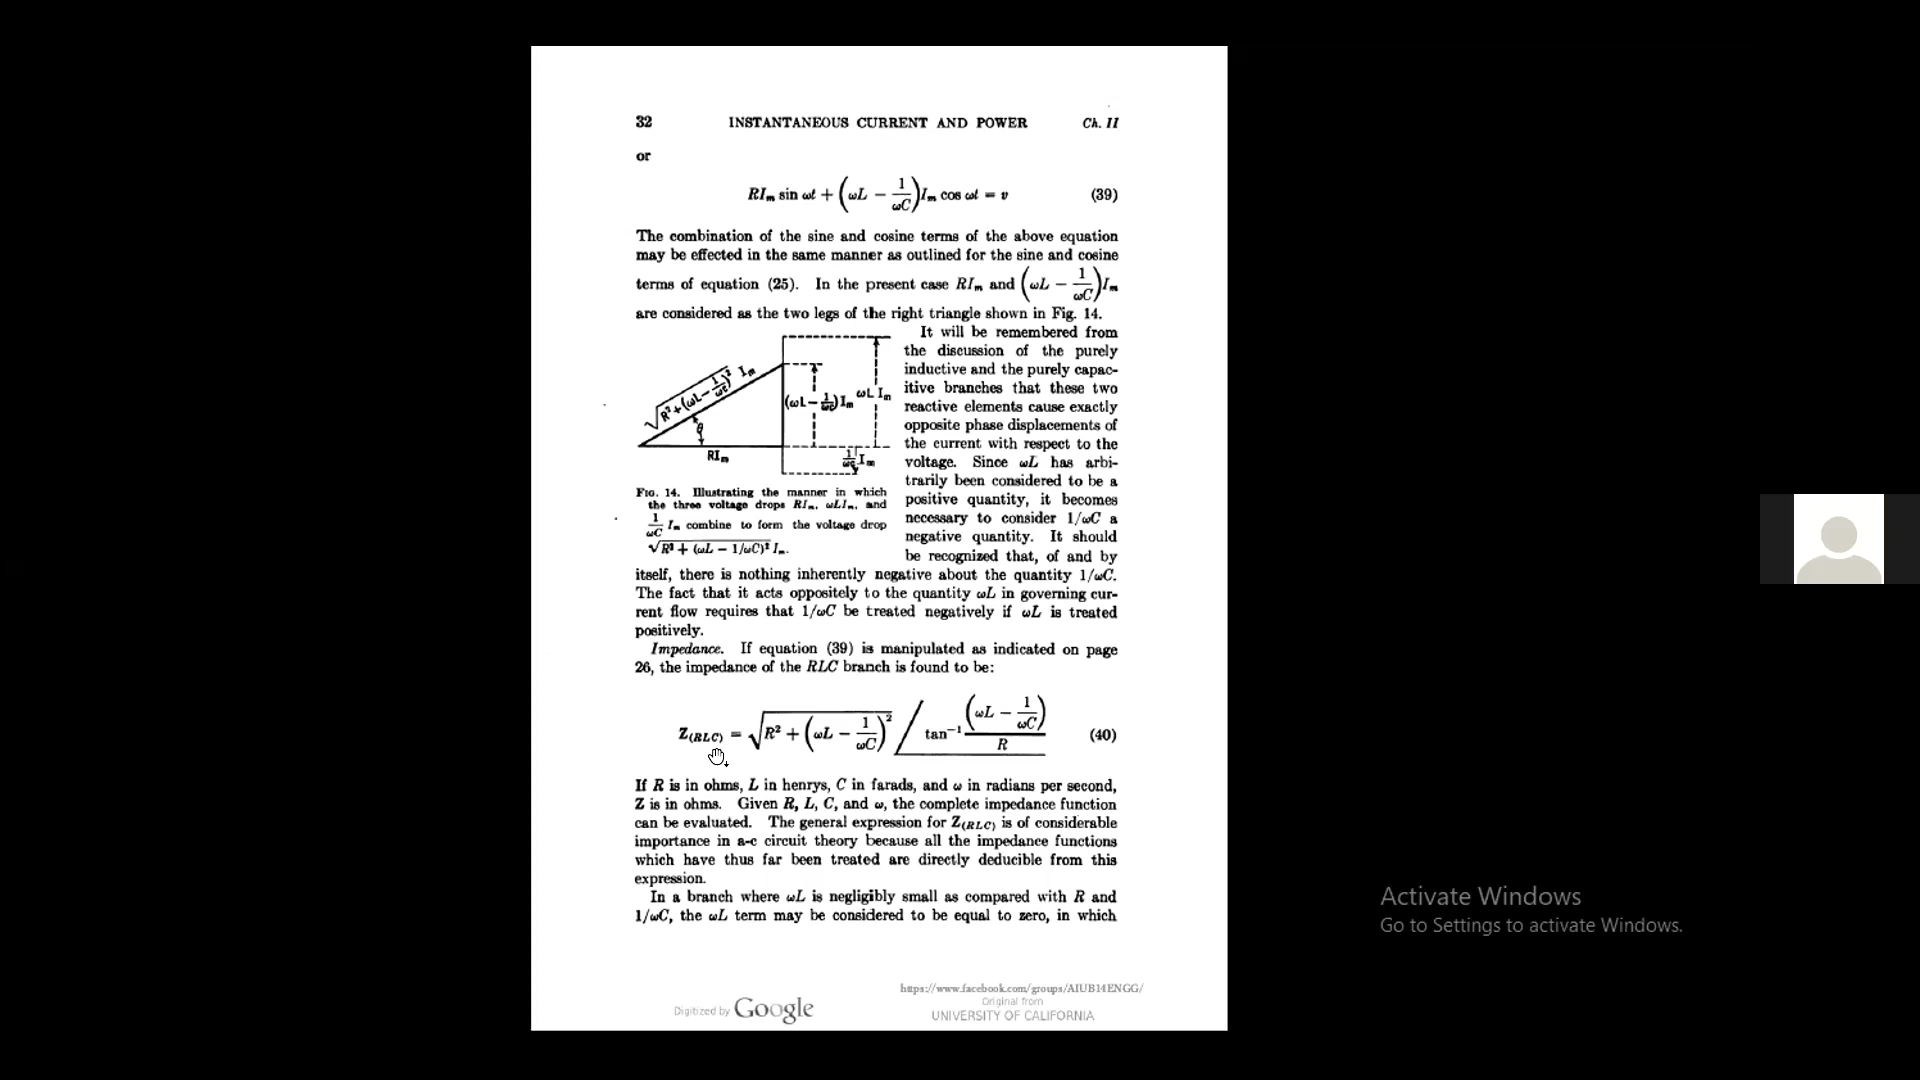 32 INSTANTANEOUS CURRENT AND POWER Ch. II
or
RIₘ sin ωt + (ωL − 1/ωC)Iₘ cos ωt = v (39)
The combination of the sine and cosine terms of the above equation
may be effected in the same manner as outlined for the sine and cosine
terms of equation (25). In the present case RIₘ and (ωL − 1/ωC)Iₘ
are considered as the two legs of the right triangle shown in Fig. 14.
√R² + (ωL − 1/ωC)² Iₘ
θ
RIₘ
(ωL − 1/ωC)Iₘ
ωL Iₘ
1/ωC Iₘ
FIG. 14. Illustrating the manner in which
the three voltage drops RIₘ, ωLIₘ, and
1/ωC Iₘ combine to form the voltage drop
√R² + (ωL − 1/ωC)² Iₘ.
It will be remembered from
the discussion of the purely
inductive and the purely capac-
itive branches that these two
reactive elements cause exactly
opposite phase displacements of
the current with respect to the
voltage. Since ωL has arbi-
trarily been considered to be a
positive quantity, it becomes
necessary to consider 1/ωC a
negative quantity. It should
be recognized that, of and by
itself, there is nothing inherently negative about the quantity 1/ωC.
The fact that it acts oppositely to the quantity ωL in governing cur-
rent flow requires that 1/ωC be treated negatively if ωL is treated
positively.
Impedance. If equation (39) is manipulated as indicated on page
26, the impedance of the RLC branch is found to be:
Z(RLC) = √R² + (ωL − 1/ωC)² / tan⁻¹ (ωL − 1/ωC)/R (40)
If R is in ohms, L in henrys, C in farads, and ω in radians per second,
Z is in ohms. Given R, L, C, and ω, the complete impedance function
can be evaluated. The general expression for Z(RLC) is of considerable
importance in a-c circuit theory because all the impedance functions
which have thus far been treated are directly deducible from this
expression.
In a branch where ωL is negligibly small as compared with R and
1/ωC, the ωL term may be considered to be equal to zero, in which
https://www.facebook.com/groups/AIUB14ENGG/
Digitized by Google
Original from
UNIVERSITY OF CALIFORNIA
Activate Windows
Go to Settings to activate Windows.